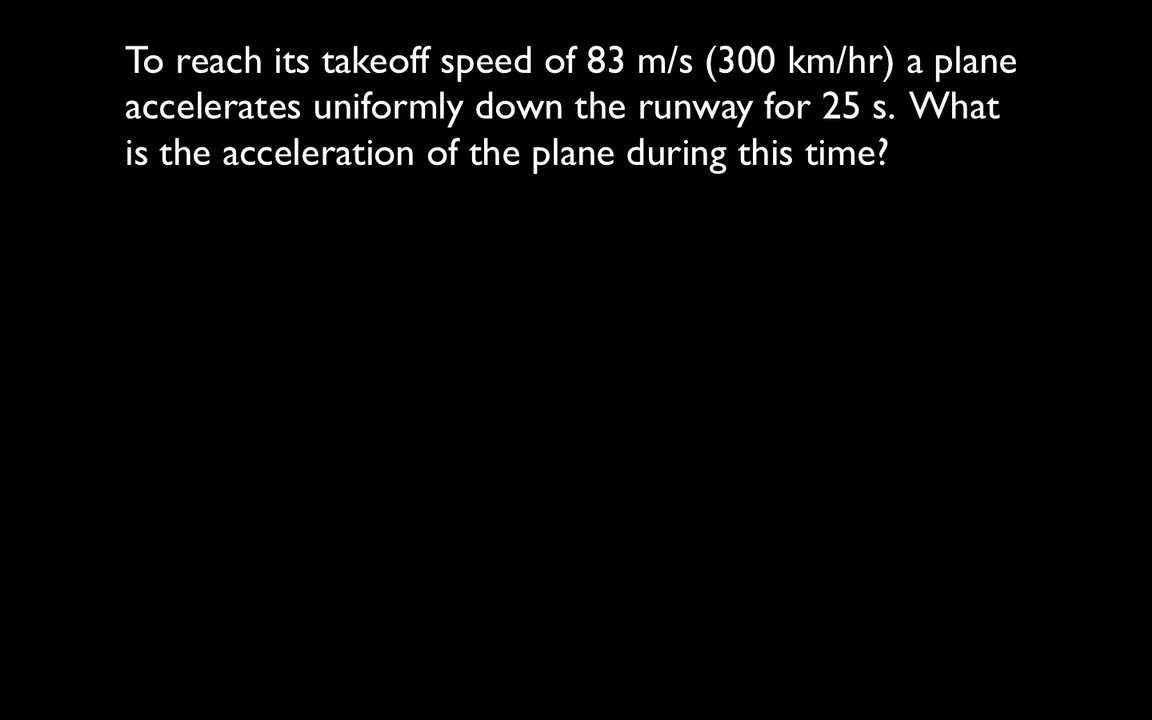 To reach its takeoff speed of 83 m/s (300 km/hr) a plane
accelerates uniformly down the runway for 25 s. What
is the acceleration of the plane during this time?